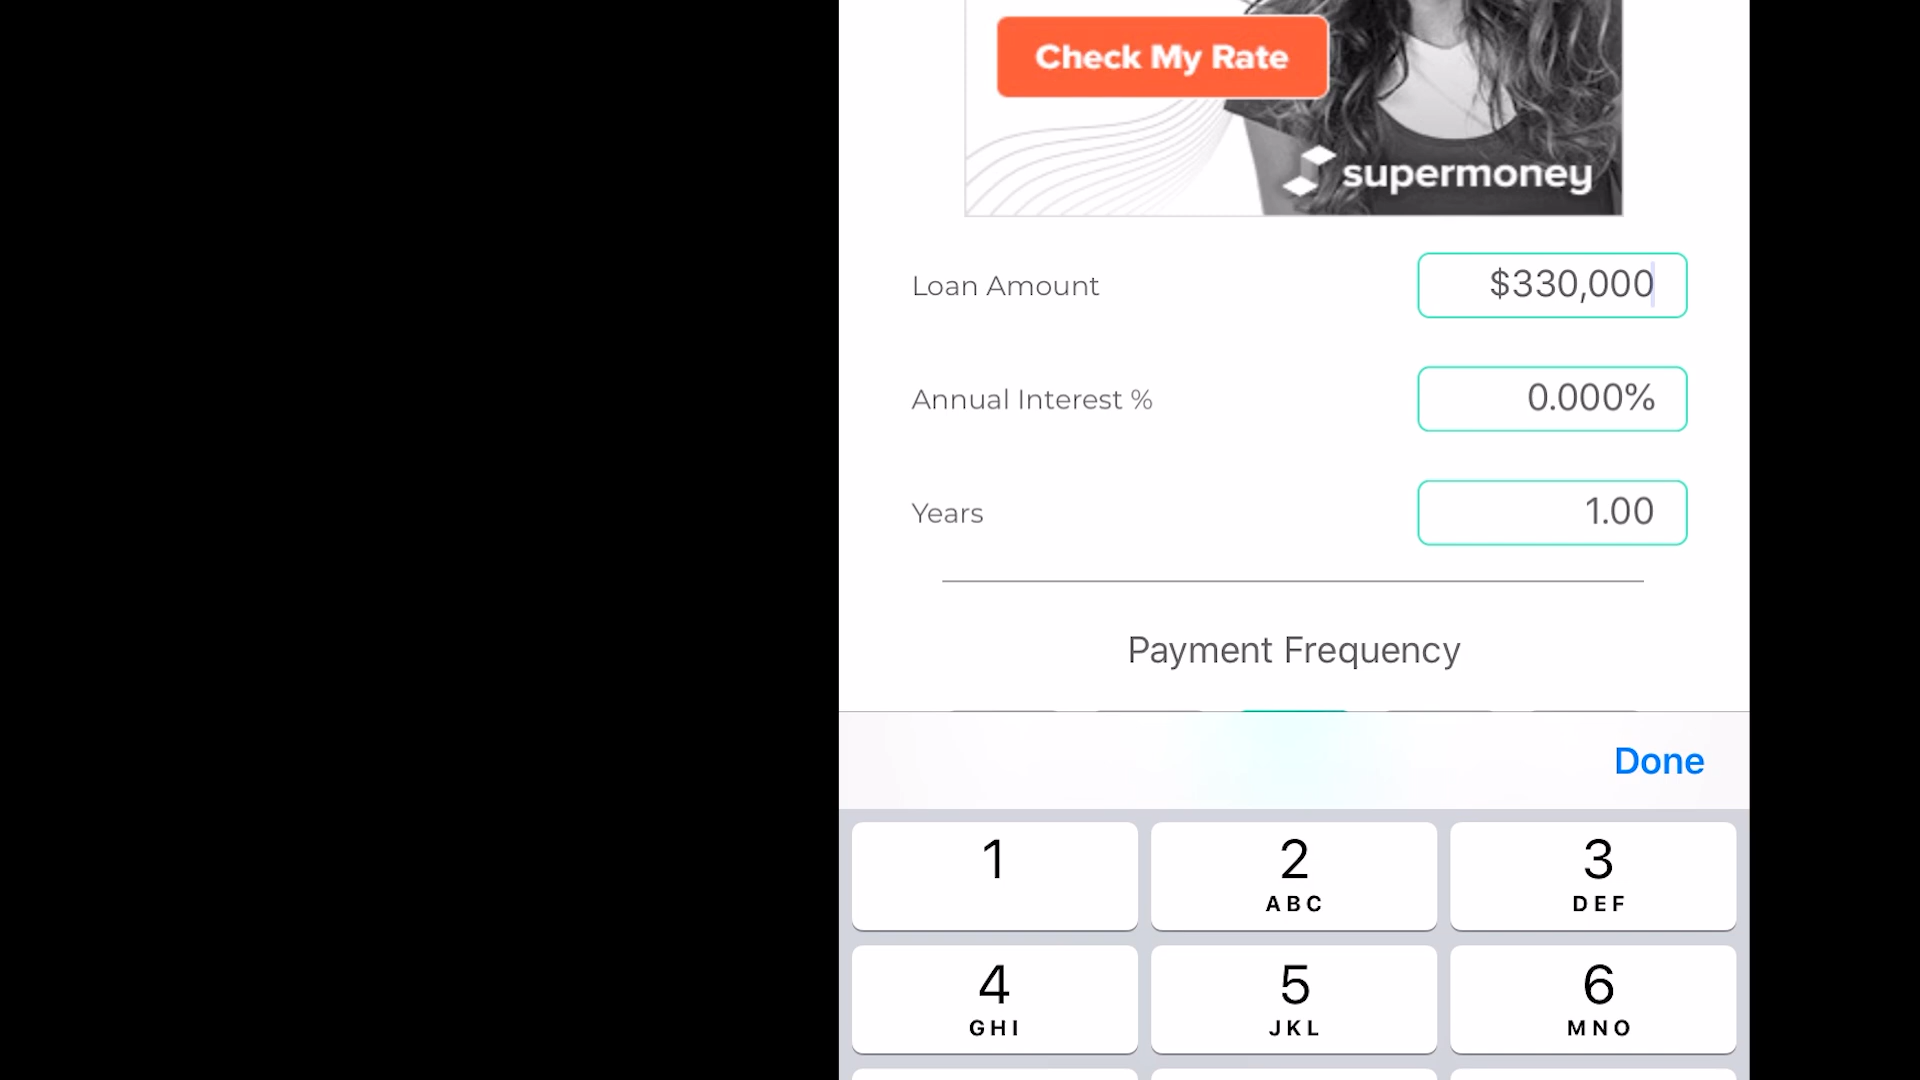 Check My Rate
supermoney
Loan Amount
$330,000
Annual Interest %
0.000%
Years
1.00
Payment Frequency
Done
1
2
ABC
3
DEF
4
GHI
5
JKL
6
MNO